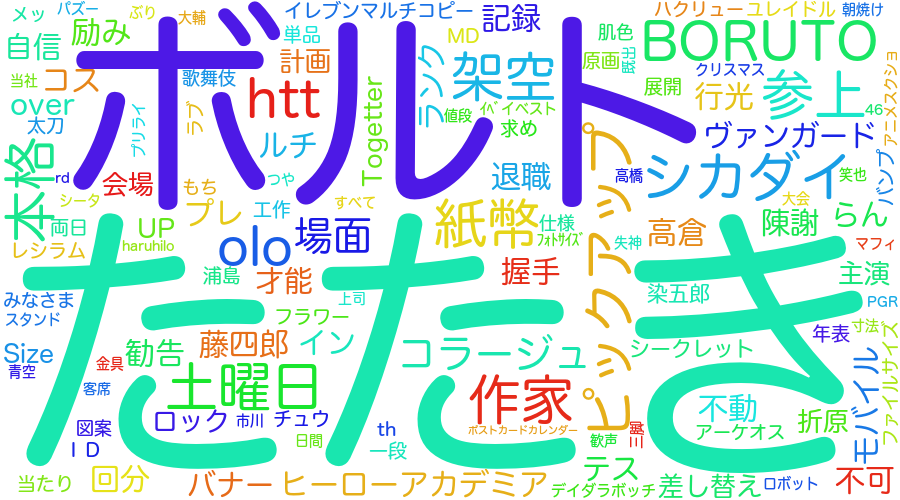 メッ
パズー
ぶり
大輔
イレブンマルチコピー
記録
ハクリュー
ユレイドル
朝焼け
自信
励み
ボルト
単品
MD
肌色
BORUTO
当社
コス
歌舞伎
計画
ランク
架空
原画
既出
クリスマス
アニメスクショ
over
ラブ
htt
Togetter
値段
イベ
イベスト
展開
行光
参上
46
太刀
プリライ
ルチ
求め
ピックアップ
ヴァンガード
バンプ
本格
rd
会場
もち
つや
退職
高橋
シカダイ
笑也
シータ
両日
UP
プレ
工作
すべて
紙幣
仕様
フォトサイズ
高倉
大会
陳謝
らん
レシラム
haruhilo
olo
場面
失神
マフィ
たたき
浦島
才能
握手
主演
みなさま
上司
染五郎
PGR
スタンド
フラワー
年表
寸法
Size
勧告
藤四郎
イン
コラージュ
シークレット
ファイルサイズ
青空
金具
土曜日
作家
モバイル
客席
不動
折原
図案
ロック
市川
チュウ
th
ポストカードカレンダー
アーケオス
ＩＤ
日間
一段
歓声
当たり
回分
バナー
ヒーローアカデミア
テス
デイダラボッチ
差し替え
ロボット
不可